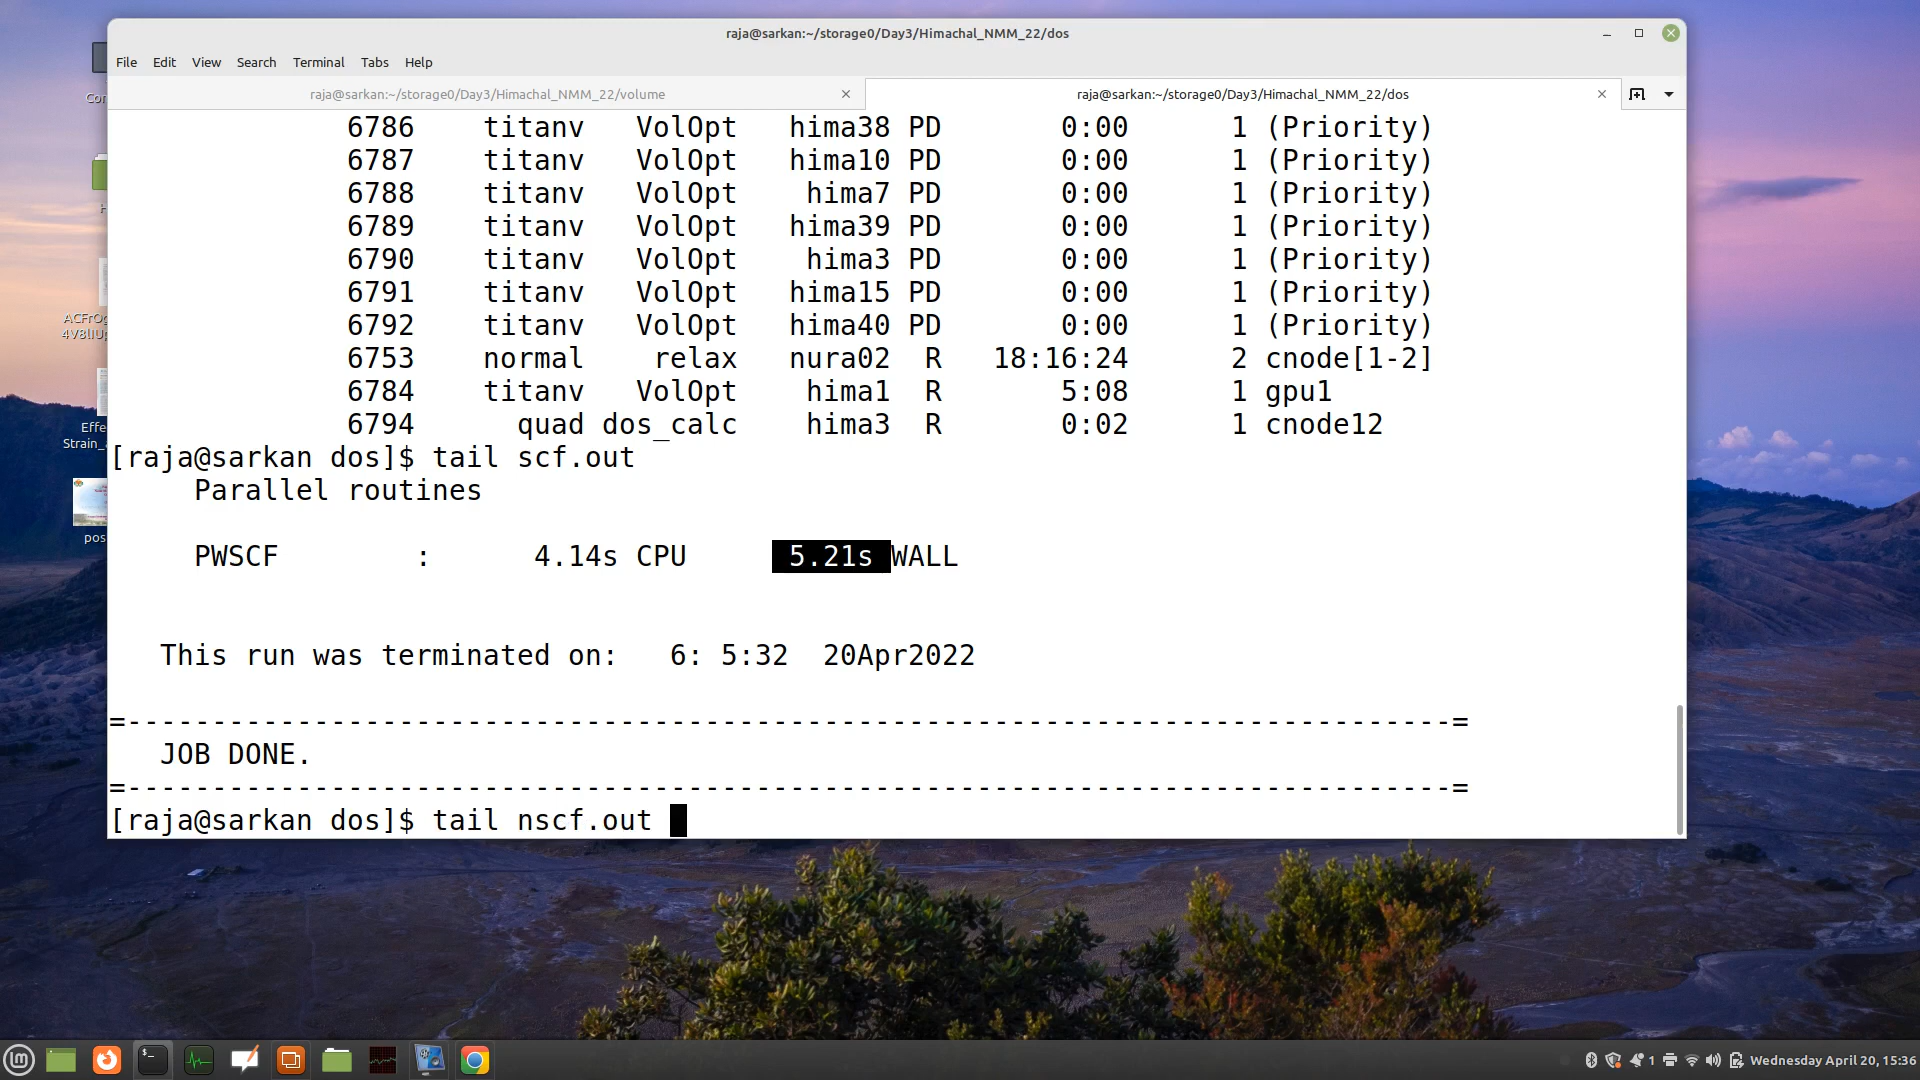 raja@sarkan:~/storage0/Day3/Himachal_NMM_22/dos
File Edit View Search Terminal Tabs Help
raja@sarkan:~/storage0/Day3/Himachal_NMM_22/volume
raja@sarkan:~/storage0/Day3/Himachal_NMM_22/dos
6786 titanv VolOpt hima38 PD 0:00 1 (Priority)
6787 titanv VolOpt hima10 PD 0:00 1 (Priority)
6788 titanv VolOpt hima7 PD 0:00 1 (Priority)
6789 titanv VolOpt hima39 PD 0:00 1 (Priority)
6790 titanv VolOpt hima3 PD 0:00 1 (Priority)
6791 titanv VolOpt hima15 PD 0:00 1 (Priority)
6792 titanv VolOpt hima40 PD 0:00 1 (Priority)
6753 normal relax nura02 R 18:16:24 2 cnode[1-2]
6784 titanv VolOpt hima1 R 5:08 1 gpu1
6794 quad dos_calc hima3 R 0:02 1 cnode12
[raja@sarkan dos]$ tail scf.out
Parallel routines
PWSCF : 4.14s CPU 5.21s WALL
This run was terminated on: 6: 5:32 20Apr2022
=------------------------------------------------------------------------------=
JOB DONE.
=------------------------------------------------------------------------------=
[raja@sarkan dos]$ tail nscf.out
Effe
Strain_
pos
1
Wednesday April 20, 15:36